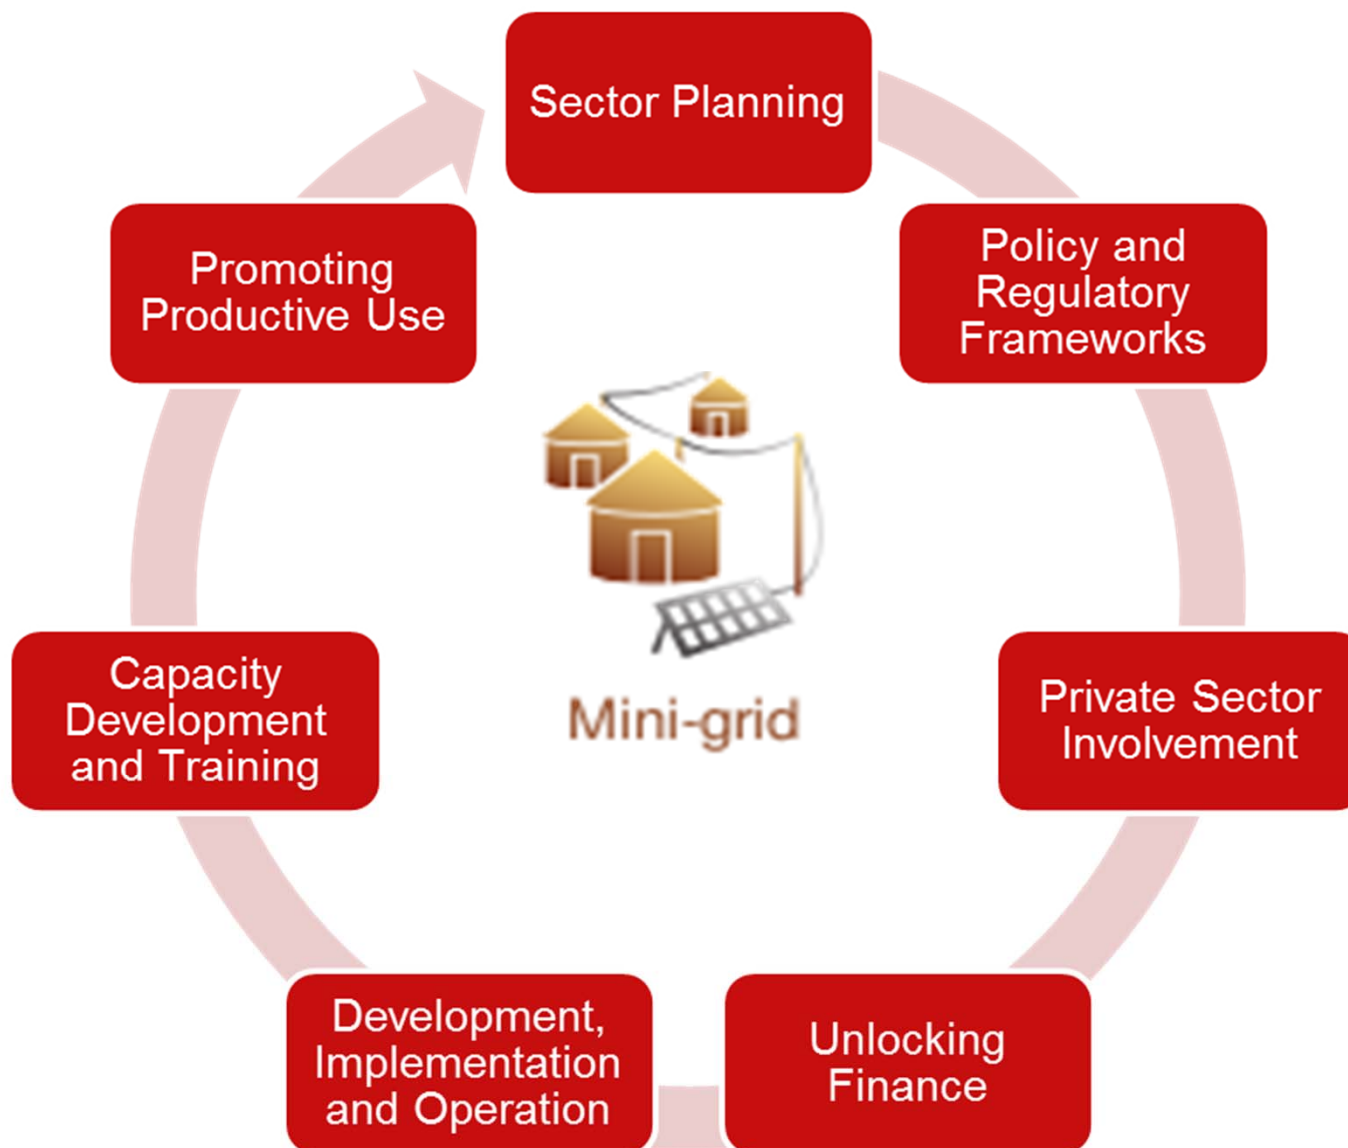 Sector Planning
Policy and
Regulatory
Frameworks
Private Sector
Involvement
Unlocking
Finance
Development,
Implementation
and Operation
Capacity
Development
and Training
Promoting
Productive Use
Mini-grid